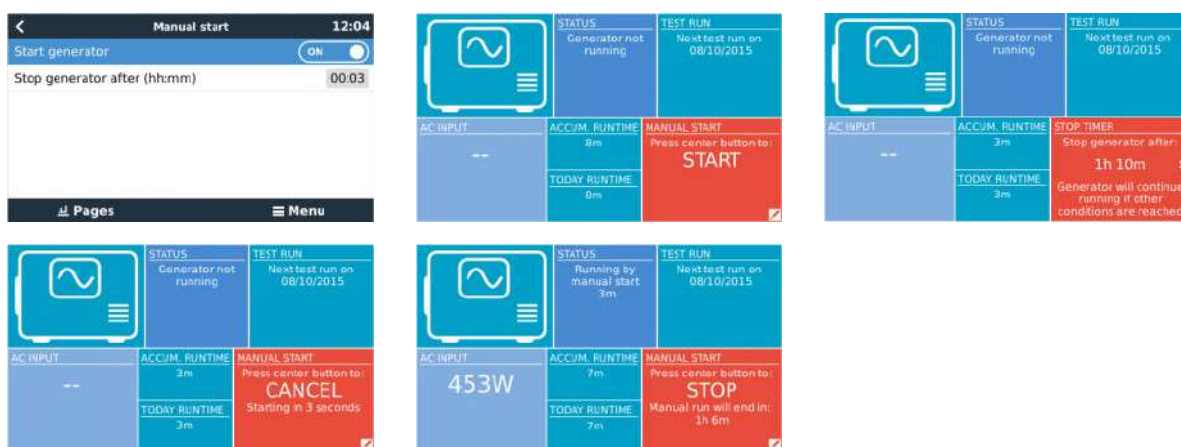 Manual start
12:04
Start generator
ON
Stop generator after (hh:mm)
00:03
Pages
Menu
STATUS
Generator not
running
TEST RUN
Next test run on
08/10/2015
AC INPUT
--
ACCUM. RUNTIME
8m
TODAY RUNTIME
8m
MANUAL START
Press center button to:
START
STATUS
Generator not
running
TEST RUN
Next test run on
08/10/2015
AC INPUT
--
ACCUM. RUNTIME
3m
TODAY RUNTIME
3m
STOP TIMER
Stop generator after:
1h 10m
Generator will continue
running if other
conditions are reached
STATUS
Generator not
running
TEST RUN
Next test run on
08/10/2015
AC INPUT
--
ACCUM. RUNTIME
3m
TODAY RUNTIME
3m
MANUAL START
Press center button to:
CANCEL
Starting in 3 seconds
STATUS
Running by
manual start
3m
TEST RUN
Next test run on
08/10/2015
AC INPUT
453W
ACCUM. RUNTIME
7m
TODAY RUNTIME
7m
MANUAL START
Press center button to:
STOP
Manual run will end in:
1h 6m